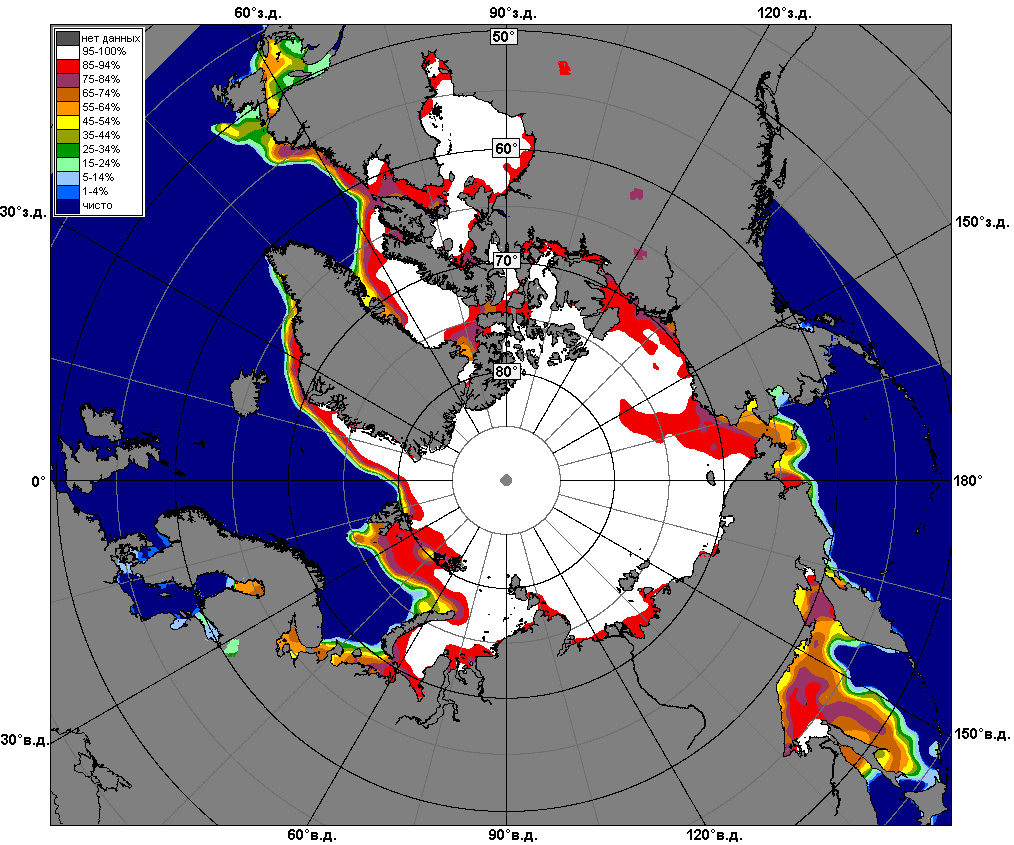 60°з.д.
90°з.д.
120°з.д.
50°
нет данных
95-100%
85-94%
75-84%
65-74%
55-64%
45-54%
35-44%
25-34%
15-24%
5-14%
1-4%
чисто
60°
30°з.д.
150°з.д.
70°
80°
0°
180°
30°в.д.
150°в.д.
60°в.д.
90°в.д.
120°в.д.